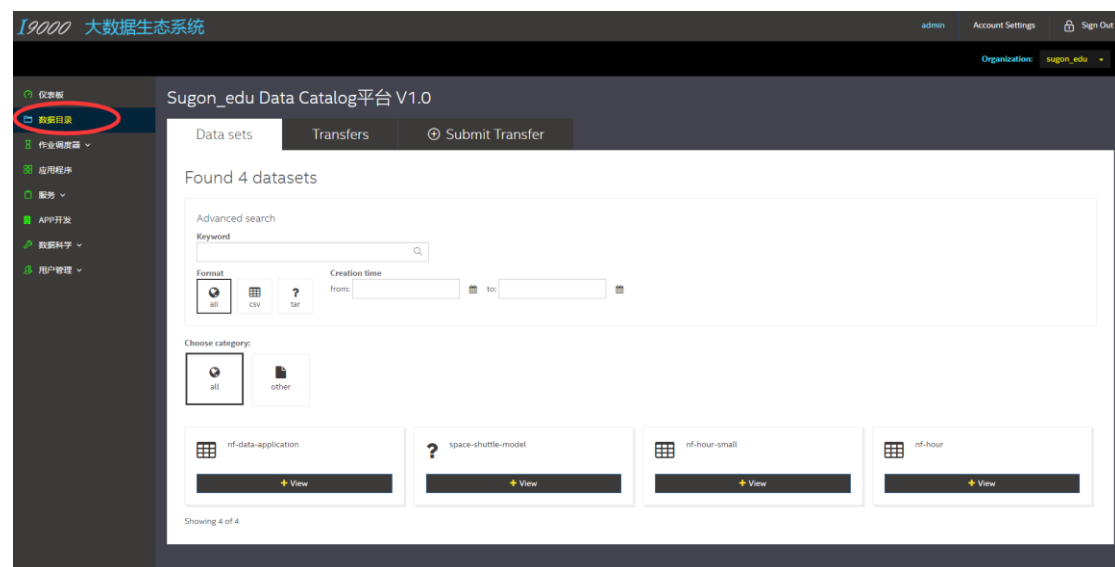 I9000 大数据生态系统
admin Account Settings Sign Out
Organization: sugon_edu
仪表板
数据目录
作业调度器
应用程序
服务
APP开发
数据科学
用户管理
Sugon_edu Data Catalog平台 V1.0
Data sets Transfers Submit Transfer
Found 4 datasets
Advanced search
Keyword
Format Creation time
from: to:
all csv ? tar
Choose category:
all other
nf-data-application ? space-shuttle-model nf-hour-small nf-hour
+ View + View + View + View
Showing 4 of 4